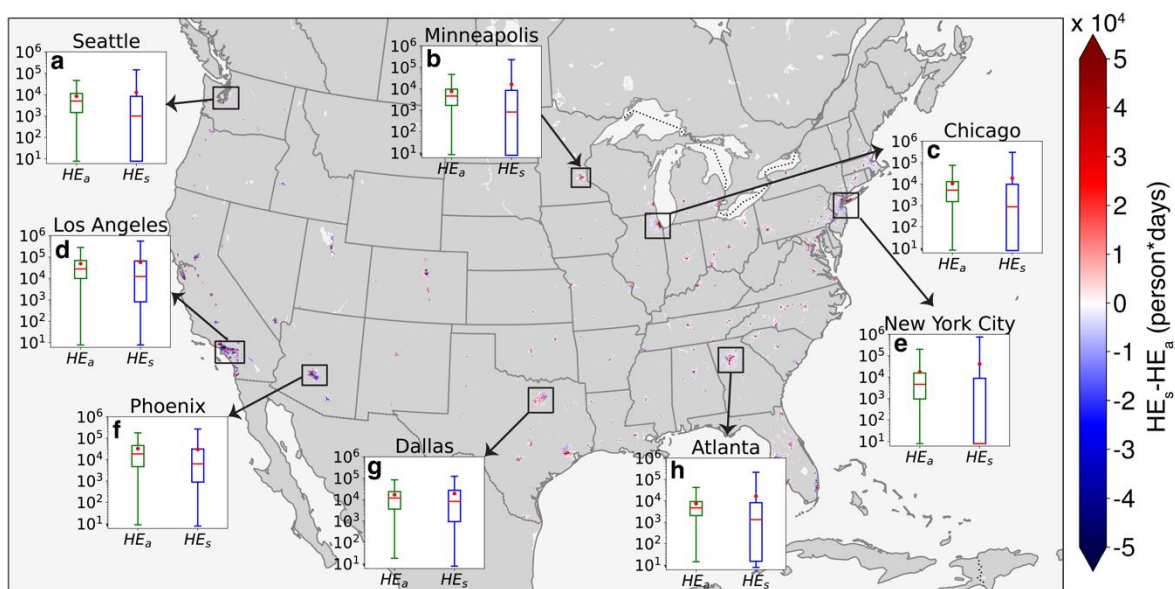 x 10⁴
Seattle
a
10⁶
10⁵
10⁴
10³
10²
10¹
HEₐ
HEₛ
Minneapolis
b
10⁶
10⁵
10⁴
10³
10²
10¹
HEₐ
HEₛ
Chicago
c
10⁶
10⁵
10⁴
10³
10²
10¹
HEₐ
HEₛ
Los Angeles
d
10⁶
10⁵
10⁴
10³
10²
10¹
HEₐ
HEₛ
New York City
e
10⁶
10⁵
10⁴
10³
10²
10¹
HEₐ
HEₛ
Phoenix
f
10⁶
10⁵
10⁴
10³
10²
10¹
HEₐ
HEₛ
Dallas
g
10⁶
10⁵
10⁴
10³
10²
10¹
HEₐ
HEₛ
Atlanta
h
10⁶
10⁵
10⁴
10³
10²
10¹
HEₐ
HEₛ
5
4
3
2
1
0
-1
-2
-3
-4
-5
HEₛ-HEₐ (person*days)